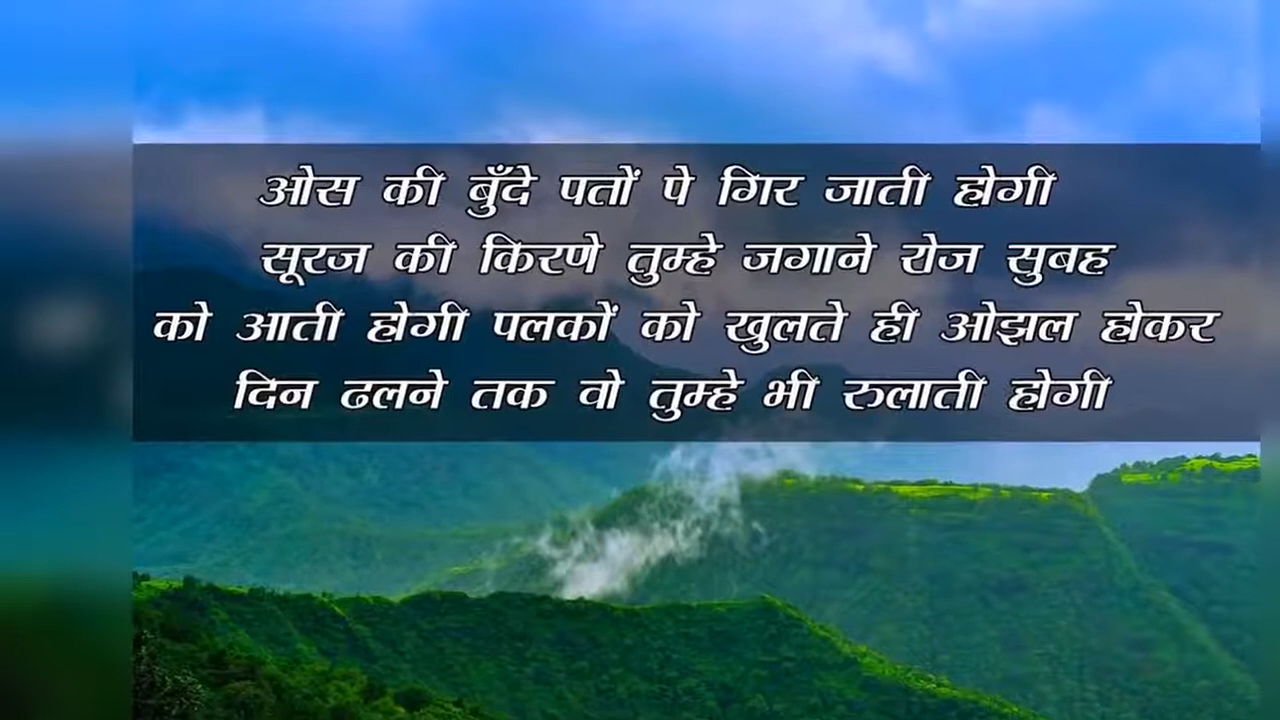 ओस की बुँदे पतों पे गिर जाती होगी
सूरज की किरणे तुम्हे जगाने रोज सुबह
को आती होगी पलकों को खुलते ही ओझल होकर
दिन ढलने तक वो तुम्हे भी रुलाती होगी